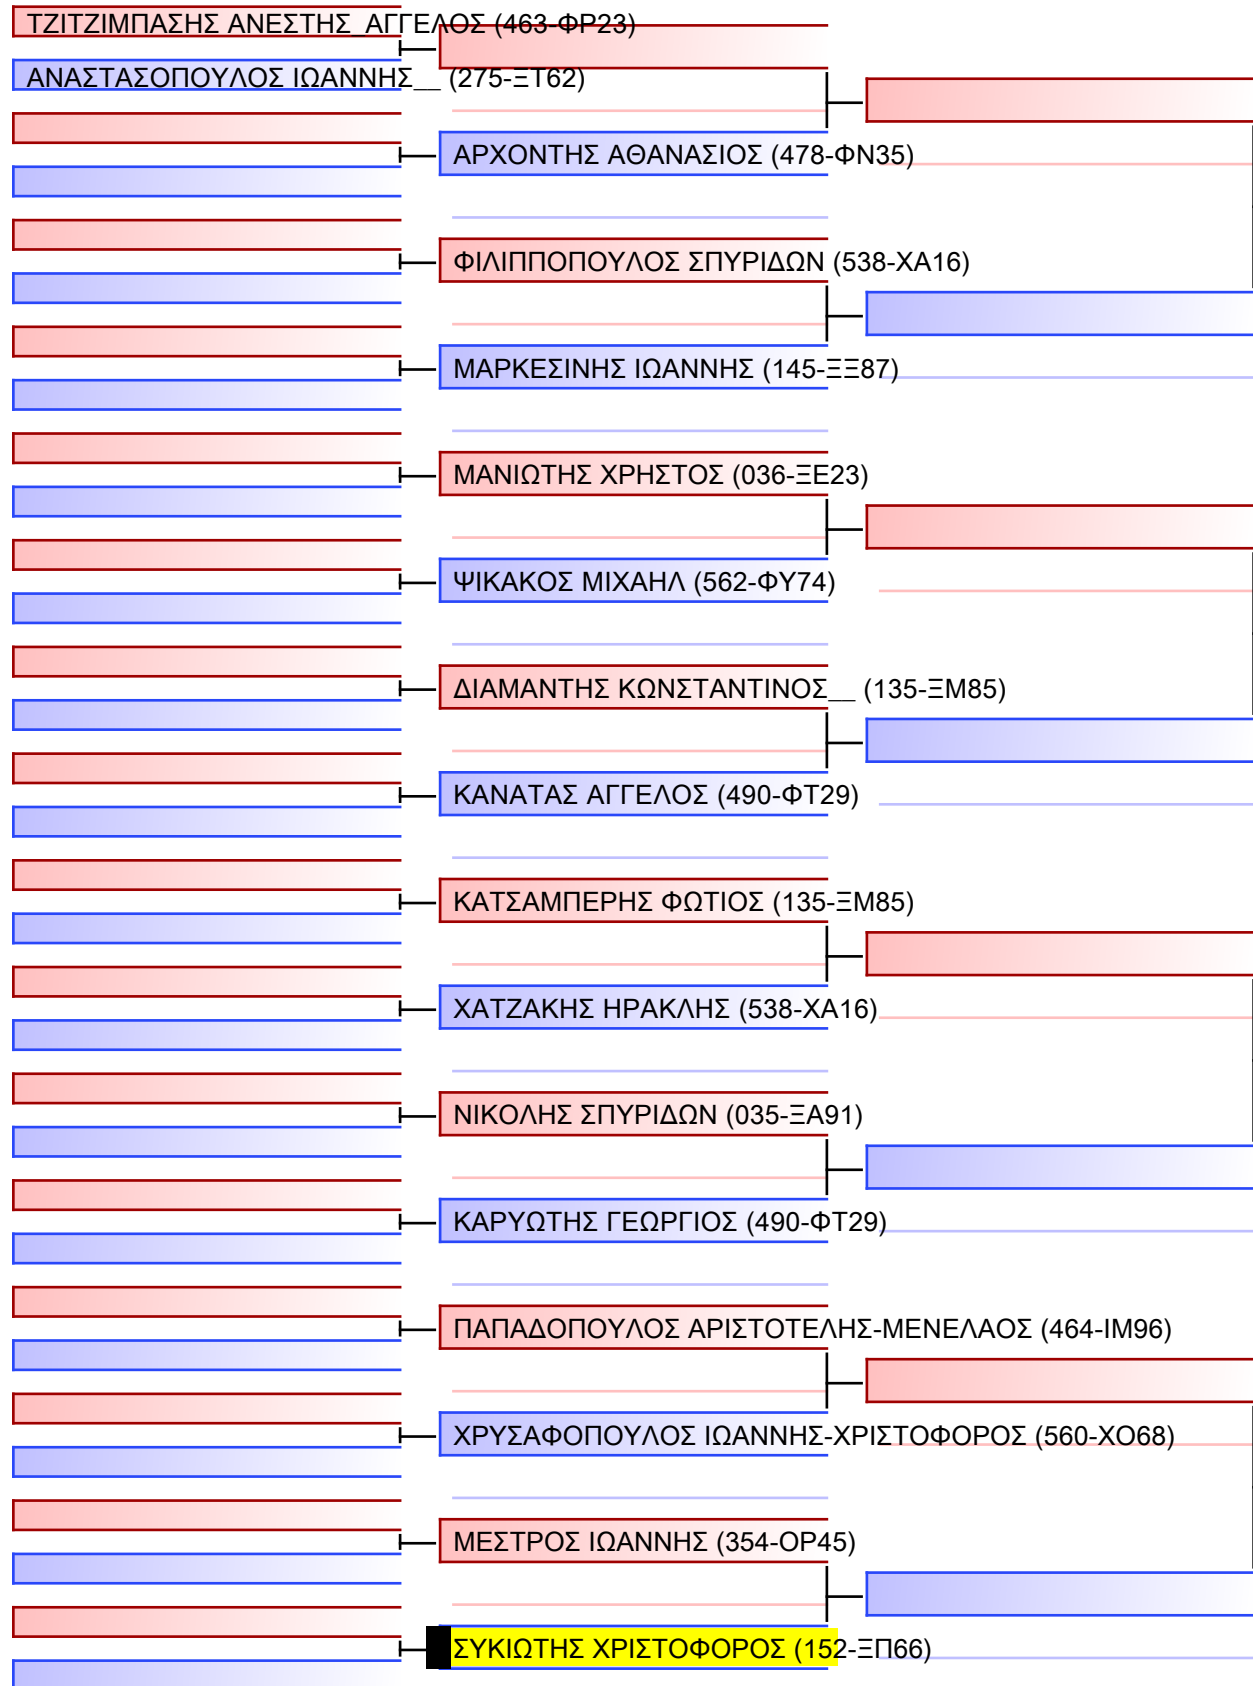 ΤΖΙΤΖΙΜΠΑΣΗΣ ΑΝΕΣΤΗΣ_ΑΓΓΕΛΟΣ (463-ΦΡ23)
ΑΝΑΣΤΑΣΟΠΟΥΛΟΣ ΙΩΑΝΝΗΣ__ (275-ΞΤ62)
ΑΡΧΟΝΤΗΣ ΑΘΑΝΑΣΙΟΣ (478-ΦΝ35)
ΦΙΛΙΠΠΟΠΟΥΛΟΣ ΣΠΥΡΙΔΩΝ (538-ΧΑ16)
ΜΑΡΚΕΣΙΝΗΣ ΙΩΑΝΝΗΣ (145-ΞΞ87)
ΜΑΝΙΩΤΗΣ ΧΡΗΣΤΟΣ (036-ΞΕ23)
ΨΙΚΑΚΟΣ ΜΙΧΑΗΛ (562-ΦΥ74)
ΔΙΑΜΑΝΤΗΣ ΚΩΝΣΤΑΝΤΙΝΟΣ__ (135-ΞΜ85)
ΚΑΝΑΤΑΣ ΑΓΓΕΛΟΣ (490-ΦΤ29)
ΚΑΤΣΑΜΠΕΡΗΣ ΦΩΤΙΟΣ (135-ΞΜ85)
ΧΑΤΖΑΚΗΣ ΗΡΑΚΛΗΣ (538-ΧΑ16)
ΝΙΚΟΛΗΣ ΣΠΥΡΙΔΩΝ (035-ΞΑ91)
ΚΑΡΥΩΤΗΣ ΓΕΩΡΓΙΟΣ (490-ΦΤ29)
ΠΑΠΑΔΟΠΟΥΛΟΣ ΑΡΙΣΤΟΤΕΛΗΣ-ΜΕΝΕΛΑΟΣ (464-ΙΜ96)
ΧΡΥΣΑΦΟΠΟΥΛΟΣ ΙΩΑΝΝΗΣ-ΧΡΙΣΤΟΦΟΡΟΣ (560-ΧΟ68)
ΜΕΣΤΡΟΣ ΙΩΑΝΝΗΣ (354-ΟΡ45)
ΣΥΚΙΩΤΗΣ ΧΡΙΣΤΟΦΟΡΟΣ (152-ΞΠ66)